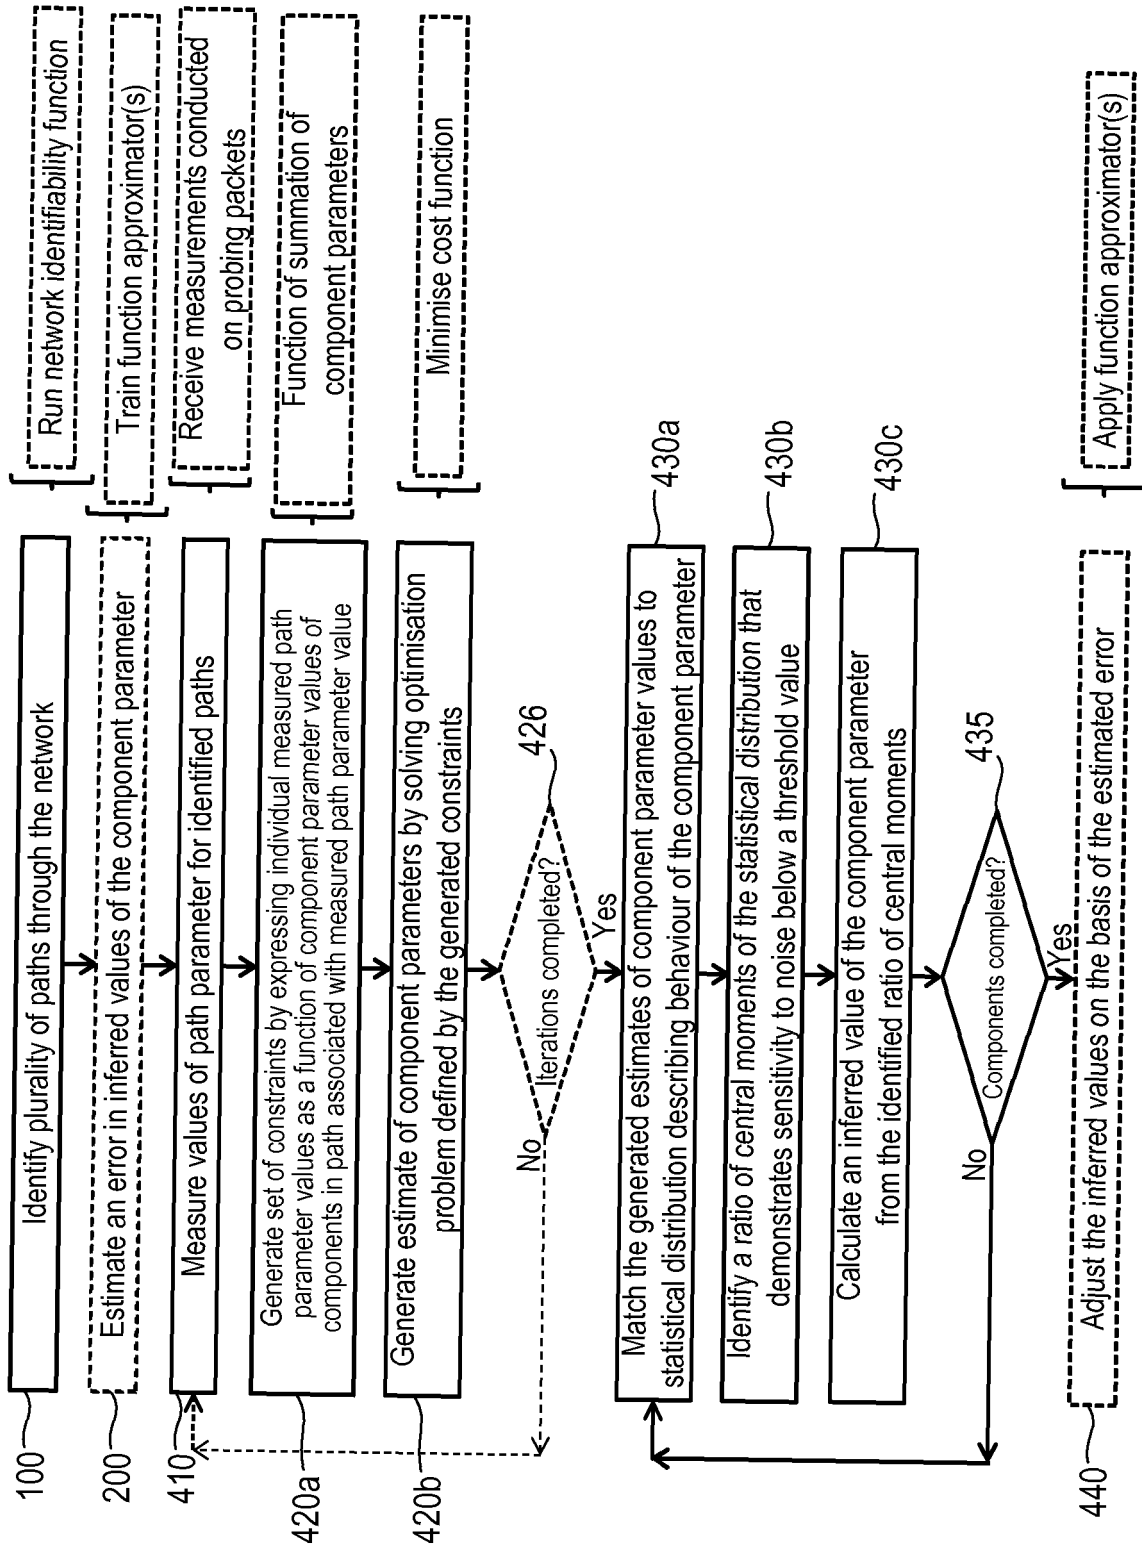 100
Identify plurality of paths through the network
Run network identifiability function
200
Estimate an error in inferred values of the component parameter
Train function approximator(s)
410
Measure values of path parameter for identified paths
Receive measurements conducted
on probing packets
420a
Generate set of constraints by expressing individual measured path
parameter values as a function of component parameter values of
components in path associated with measured path parameter value
Function of summation of
component parameters
420b
Generate estimate of component parameters by solving optimisation
problem defined by the generated constraints
Minimise cost function
426
Iterations completed?
No
Yes
430a
Match the generated estimates of component parameter values to
statistical distribution describing behaviour of the component parameter
430b
Identify a ratio of central moments of the statistical distribution that
demonstrates sensitivity to noise below a threshold value
430c
Calculate an inferred value of the component parameter
from the identified ratio of central moments
435
Components completed?
No
Yes
440
Adjust the inferred values on the basis of the estimated error
Apply function approximator(s)